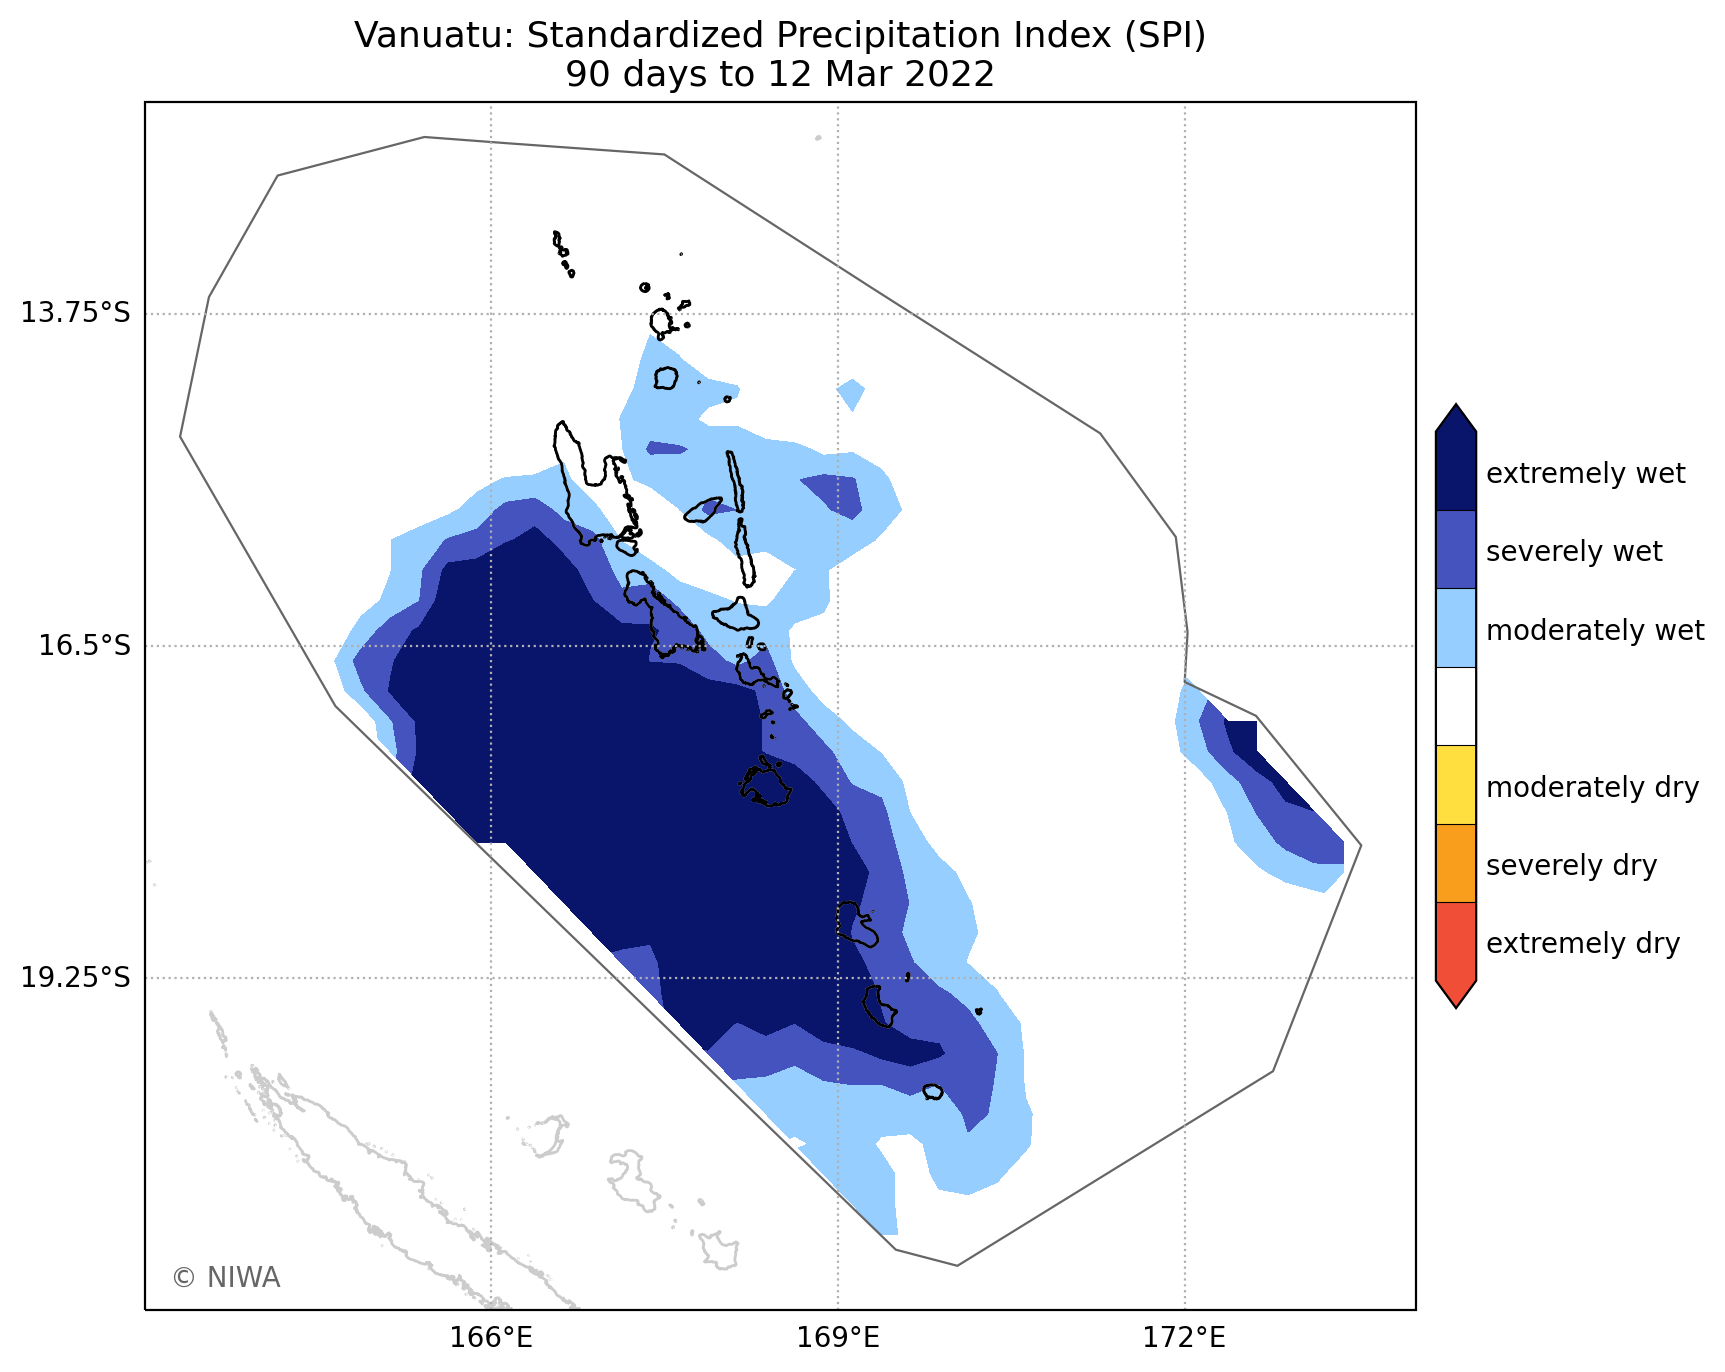 Vanuatu: Standardized Precipitation Index (SPI)
90 days to 12 Mar 2022
13.75°S
16.5°S
19.25°S
166°E
169°E
172°E
extremely wet
severely wet
moderately wet
moderately dry
severely dry
extremely dry
© NIWA